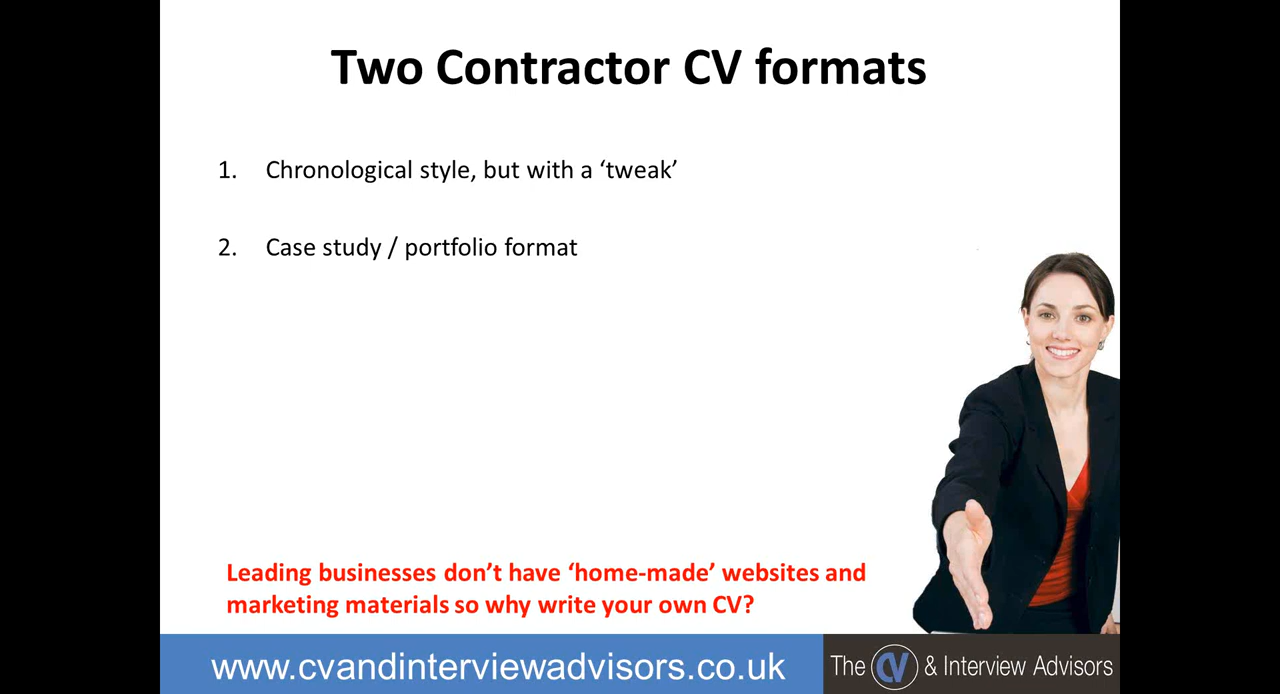 Two Contractor CV formats
1. Chronological style, but with a ‘tweak’
2. Case study / portfolio format
Leading businesses don’t have ‘home-made’ websites and
marketing materials so why write your own CV?
www.cvandinterviewadvisors.co.uk
The CV & Interview Advisors